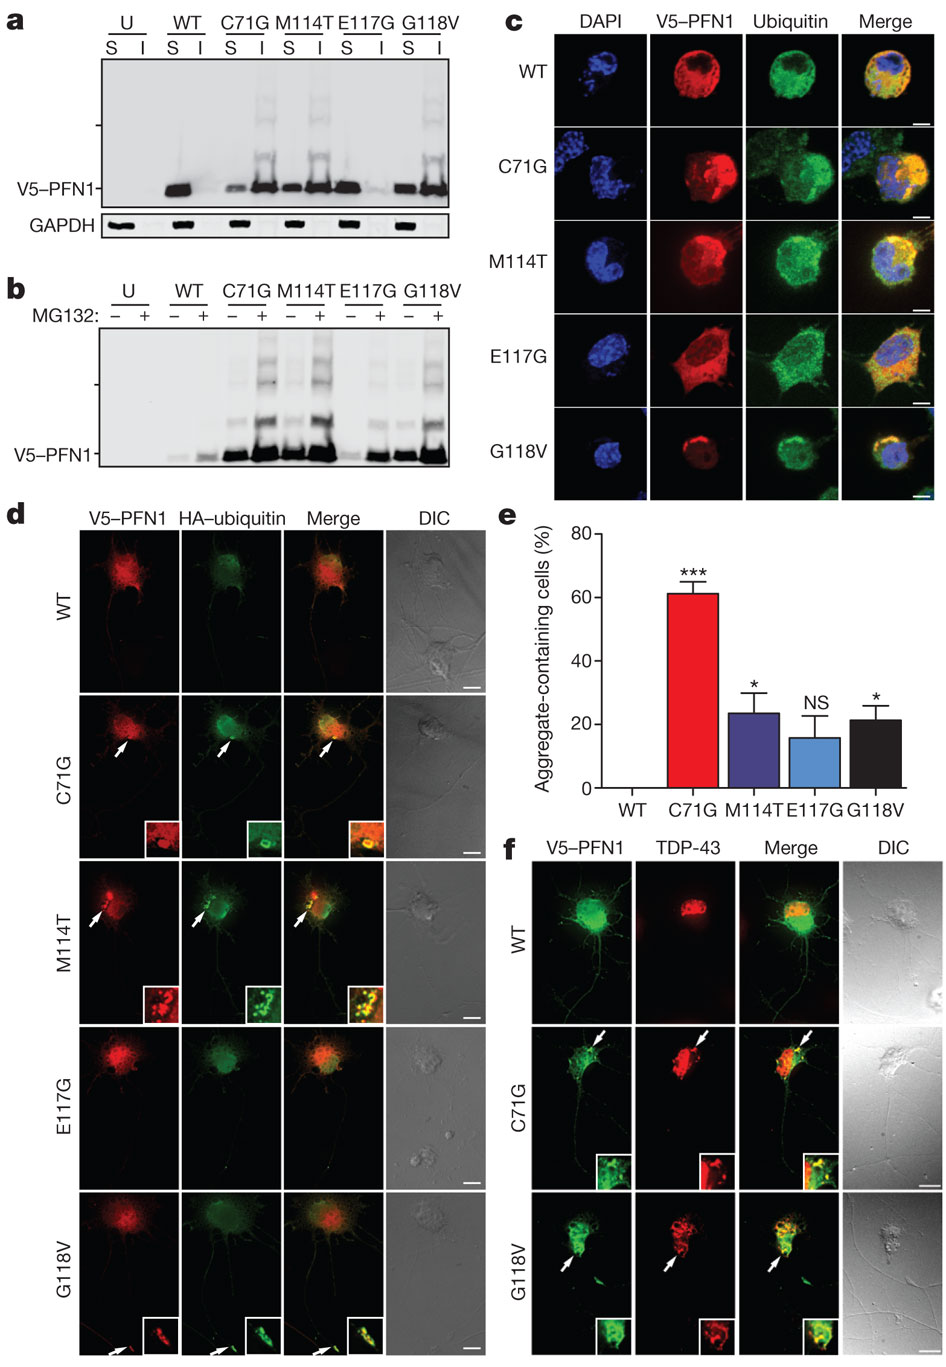 a
U WT C71G M114T E117G G118V
S I S I S I S I S I S I
V5–PFN1
GAPDH
b
U WT C71G M114T E117G G118V
MG132: – + – + – + – + – + – +
V5–PFN1
c
DAPI V5–PFN1 Ubiquitin Merge
WT
C71G
M114T
E117G
G118V
d
V5–PFN1 HA–ubiquitin Merge DIC
WT
C71G
M114T
E117G
G118V
e
Aggregate-containing cells (%)
80
60
40
20
0
***
*
NS
*
WT C71G M114T E117G G118V
f
V5–PFN1 TDP-43 Merge DIC
WT
C71G
G118V